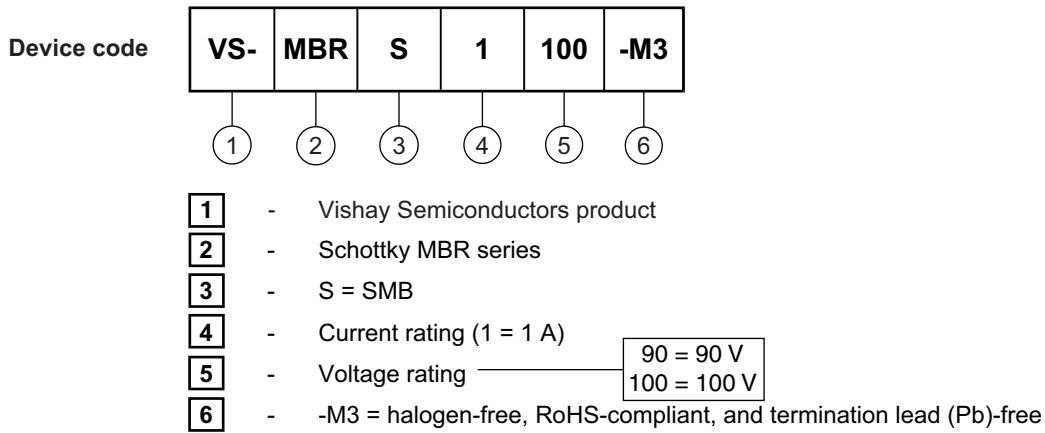 Device code VS- MBR S 1 100 -M3
1 2 3 4 5 6
1 - Vishay Semiconductors product
2 - Schottky MBR series
3 - S = SMB
4 - Current rating (1 = 1 A)
5 - Voltage rating
90 = 90 V
100 = 100 V
6 - -M3 = halogen-free, RoHS-compliant, and termination lead (Pb)-free